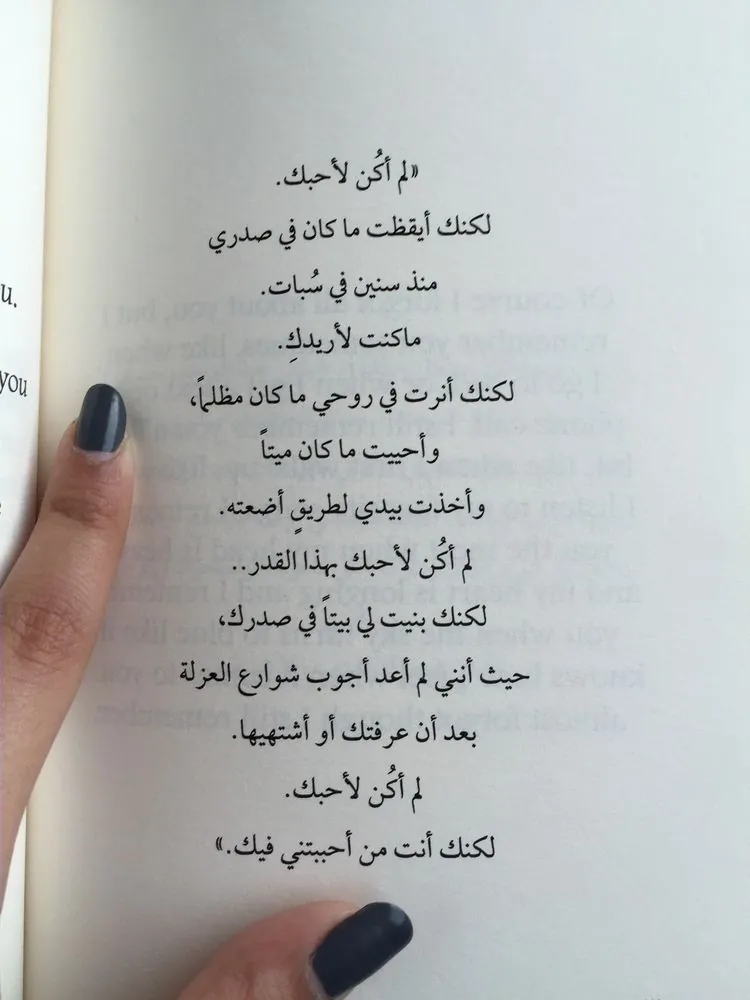 «لم أكُن لأحبك.
لكنك أيقظت ما كان في صدري
منذ سنين في سُبات.
ماكنت لأريدكِ.
لكنك أنرت في روحي ما كان مظلماً،
وأحييت ما كان ميتاً
وأخذت بيدي لطريقٍ أضعته.
لم أكُن لأحبك بهذا القدر..
لكنك بنيت لي بيتاً في صدرك،
حيث أنني لم أعد أجوب شوارع العزلة
بعد أن عرفتك أو أشتهيها.
لم أكُن لأحبك.
لكنك أنت من أحببتني فيك.»
u.
you